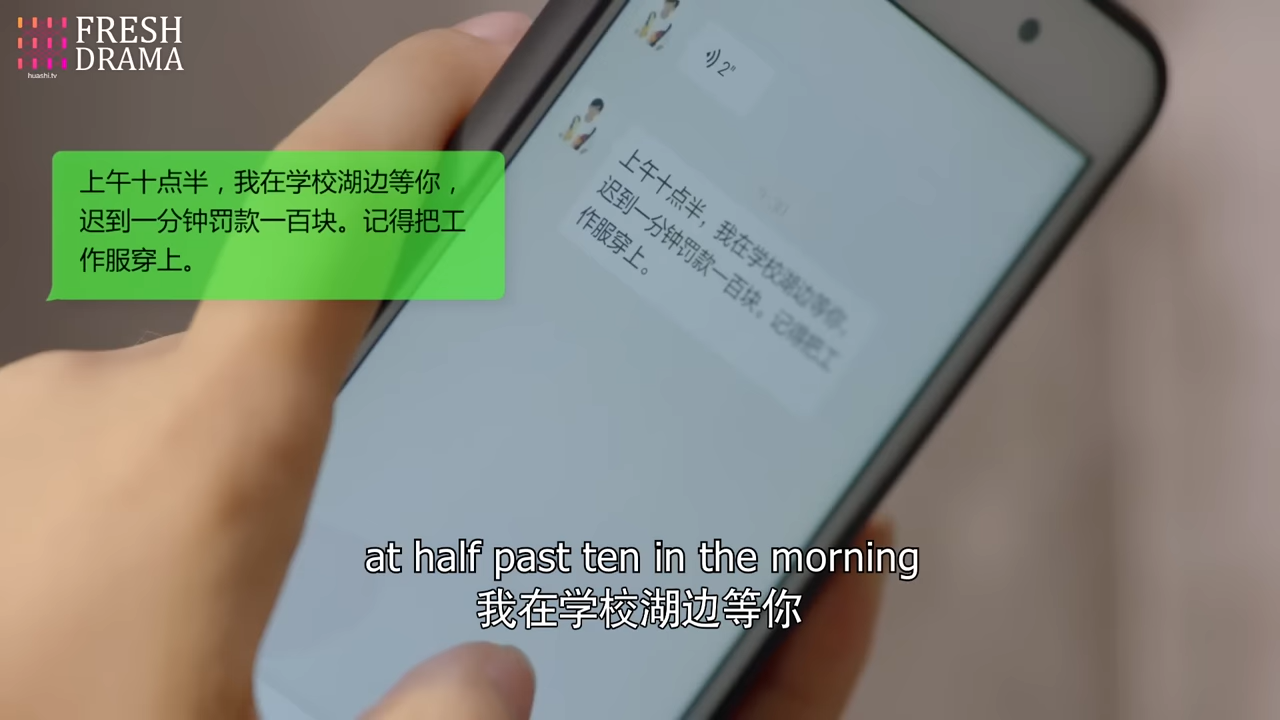 FRESH
DRAMA
huashi.tv
2"
上午十点半，我在学校湖边等你，
迟到一分钟罚款一百块。记得把工
作服穿上。
上午十点半，我在学校湖边等你，
迟到一分钟罚款一百块。记得把工
作服穿上。
at half past ten in the morning
我在学校湖边等你